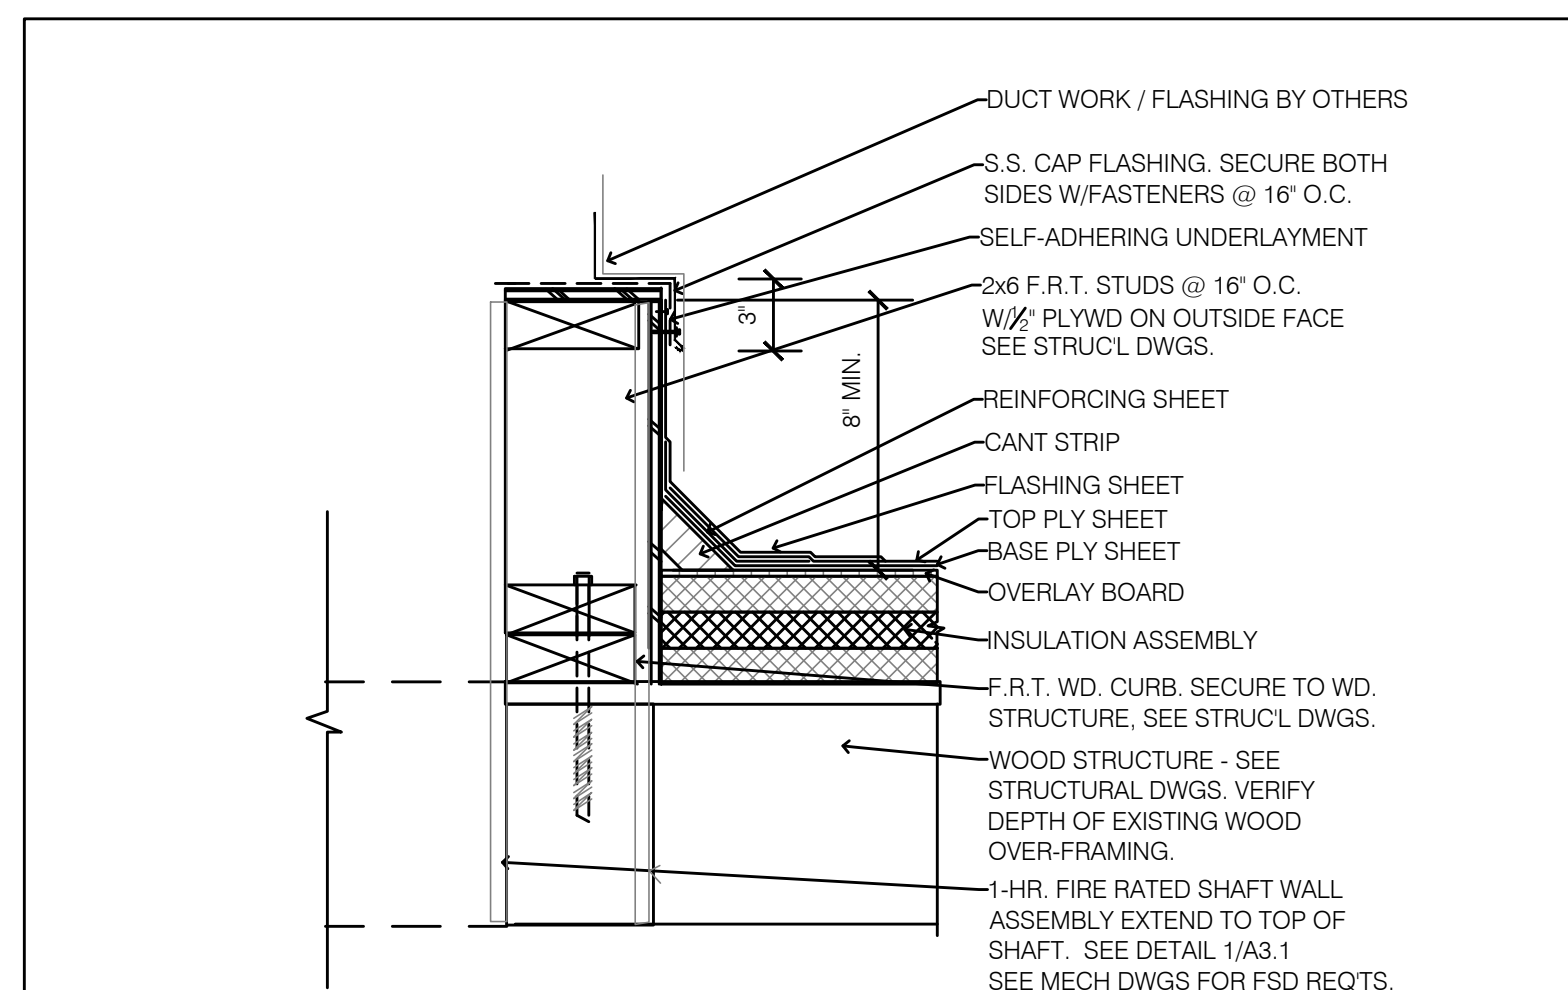 DUCT WORK / FLASHING BY OTHERS
S.S. CAP FLASHING. SECURE BOTH
SIDES W/FASTENERS @ 16" O.C.
SELF-ADHERING UNDERLAYMENT
2x6 F.R.T. STUDS @ 16" O.C.
W/½" PLYWD ON OUTSIDE FACE
SEE STRUC'L DWGS.
3"
8" MIN.
REINFORCING SHEET
CANT STRIP
FLASHING SHEET
TOP PLY SHEET
BASE PLY SHEET
OVERLAY BOARD
INSULATION ASSEMBLY
F.R.T. WD. CURB. SECURE TO WD.
STRUCTURE, SEE STRUC'L DWGS.
WOOD STRUCTURE - SEE
STRUCTURAL DWGS. VERIFY
DEPTH OF EXISTING WOOD
OVER-FRAMING.
1-HR. FIRE RATED SHAFT WALL
ASSEMBLY EXTEND TO TOP OF
SHAFT. SEE DETAIL 1/A3.1
SEE MECH DWGS FOR FSD REQ'TS.